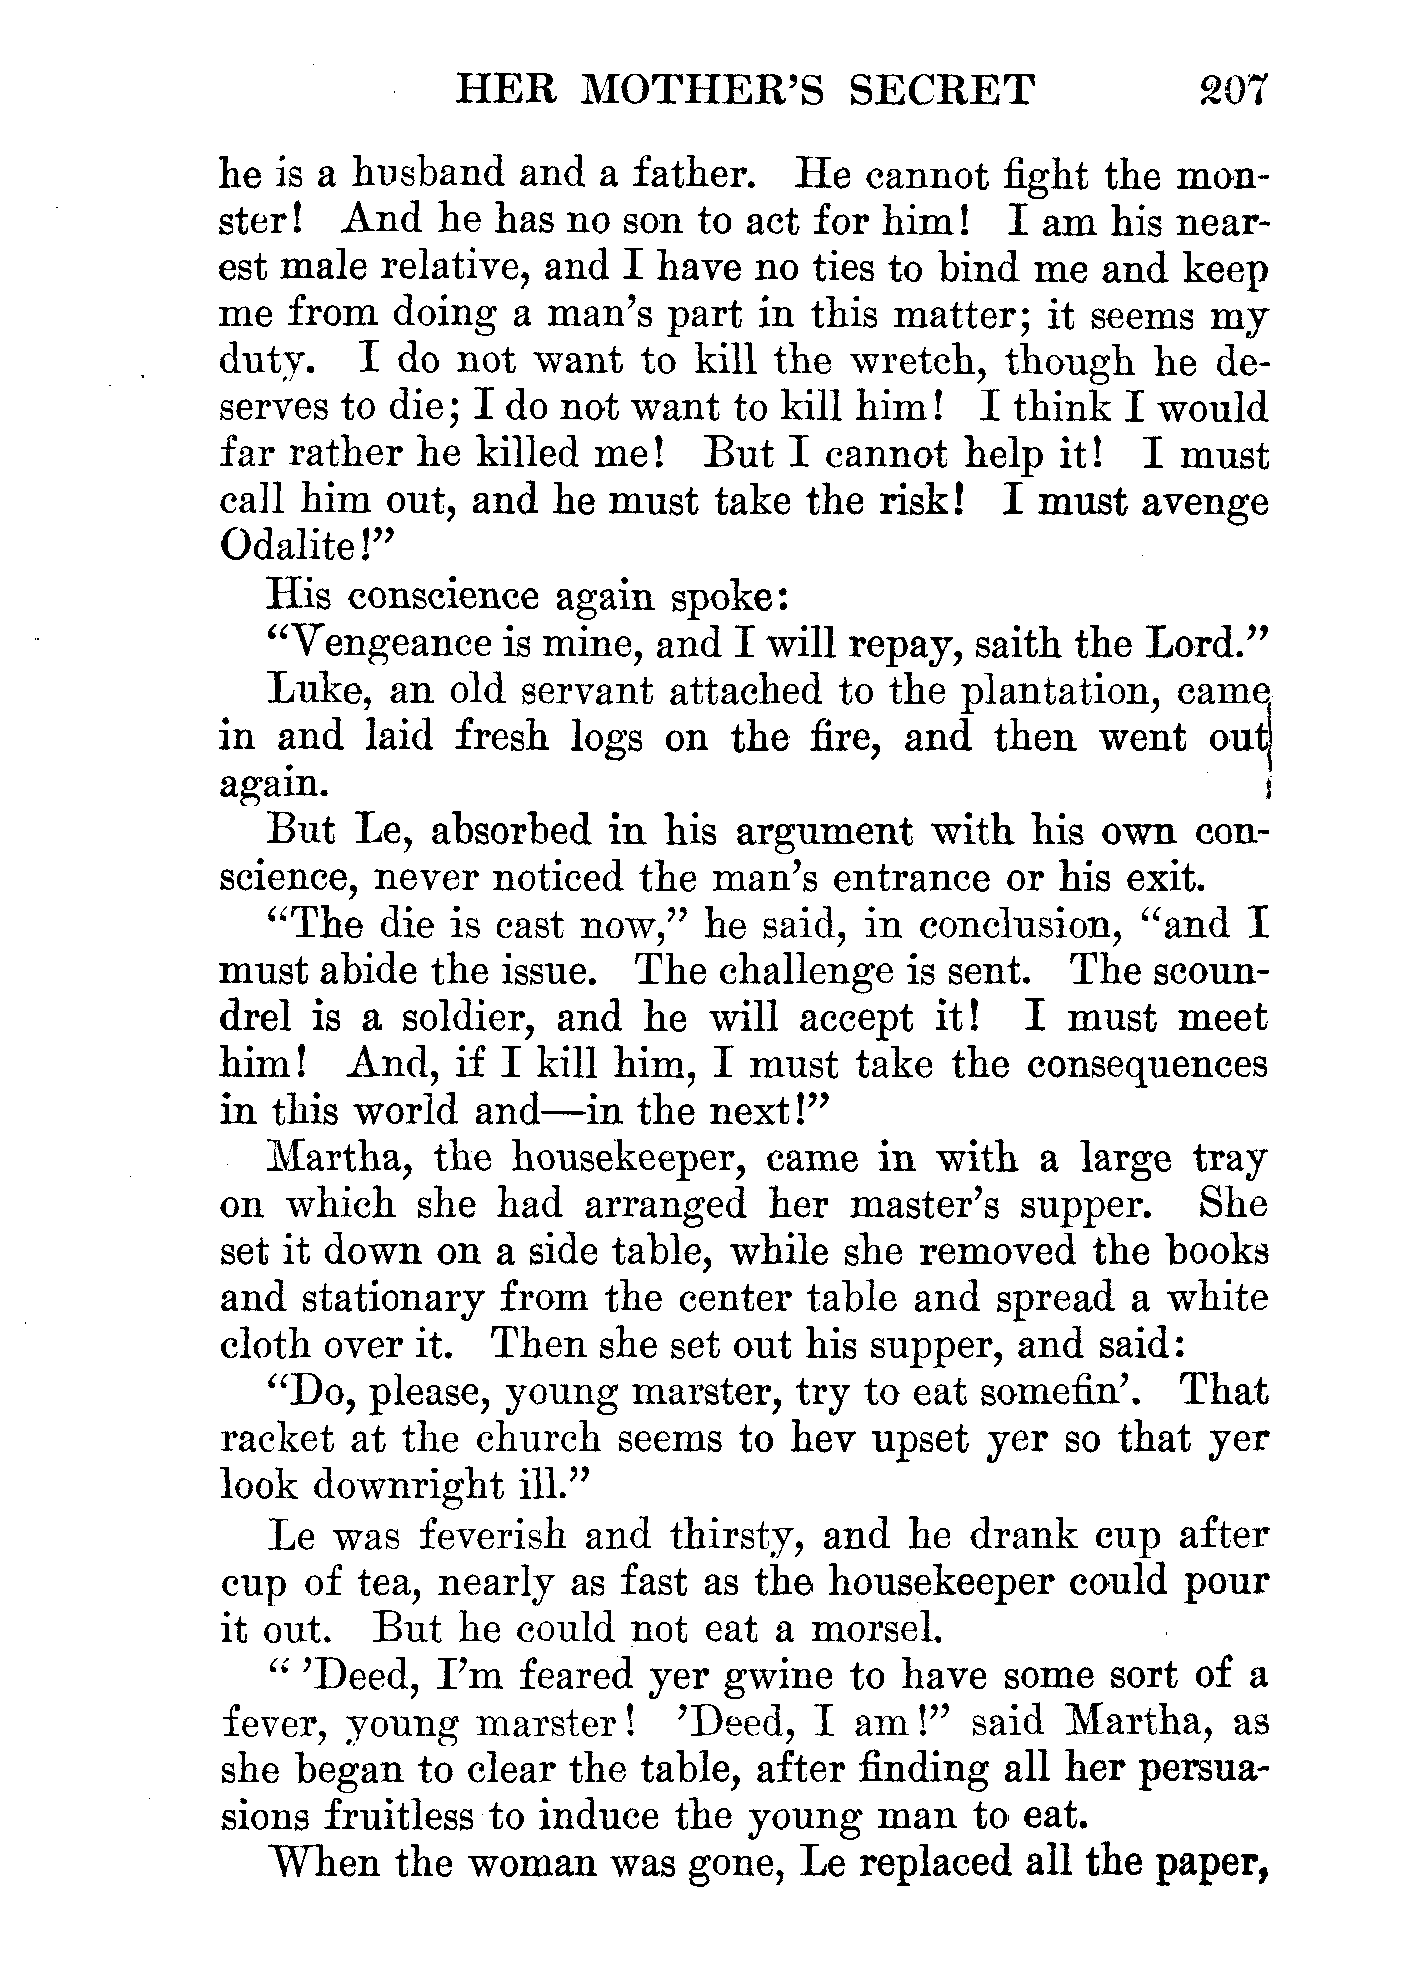 HER MOTHER'S SECRET 207
he is a husband and a father. He cannot fight the mon-
ster! And he has no son to act for him! I am his near-
est male relative, and I have no ties to bind me and keep
me from doing a man's part in this matter; it seems my
duty. I do not want to kill the wretch, though he de-
serves to die; I do not want to kill him! I think I would
far rather he killed me! But I cannot help it! I must
call him out, and he must take the risk! I must avenge
Odalite!"
His conscience again spoke:
"Vengeance is mine, and I will repay, saith the Lord."
Luke, an old servant attached to the plantation, came
in and laid fresh logs on the fire, and then went out
again.
But Le, absorbed in his argument with his own con-
science, never noticed the man's entrance or his exit.
"The die is cast now," he said, in conclusion, "and I
must abide the issue. The challenge is sent. The scoun-
drel is a soldier, and he will accept it! I must meet
him! And, if I kill him, I must take the consequences
in this world and—in the next!"
Martha, the housekeeper, came in with a large tray
on which she had arranged her master's supper. She
set it down on a side table, while she removed the books
and stationary from the center table and spread a white
cloth over it. Then she set out his supper, and said:
"Do, please, young marster, try to eat somefin'. That
racket at the church seems to hev upset yer so that yer
look downright ill."
Le was feverish and thirsty, and he drank cup after
cup of tea, nearly as fast as the housekeeper could pour
it out. But he could not eat a morsel.
" 'Deed, I'm feared yer gwine to have some sort of a
fever, young marster! 'Deed, I am!" said Martha, as
she began to clear the table, after finding all her persua-
sions fruitless to induce the young man to eat.
When the woman was gone, Le replaced all the paper,